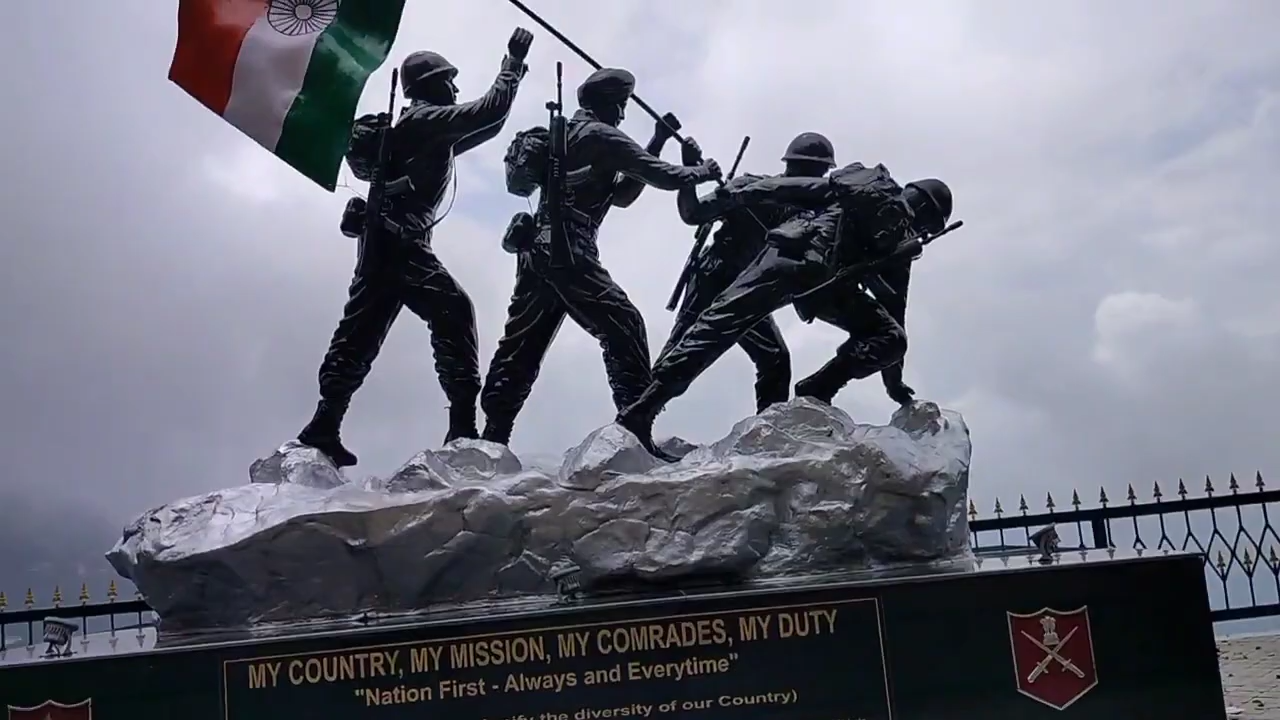 MY COUNTRY, MY MISSION, MY COMRADES, MY DUTY
"Nation First - Always and Everytime"
the diversity of our Country)